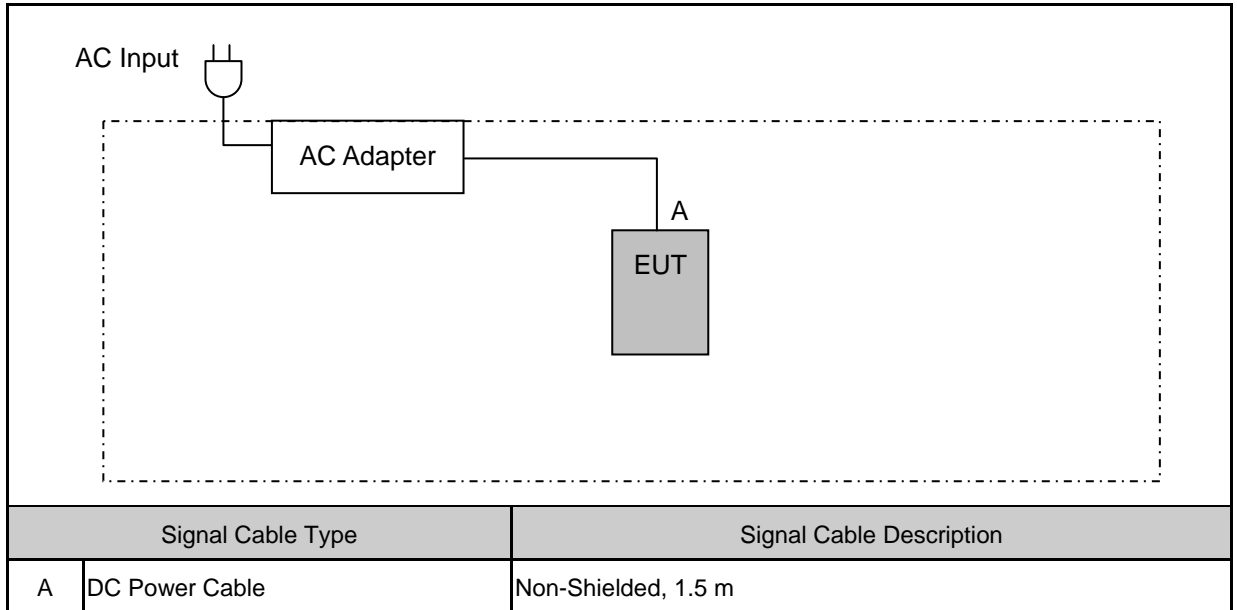 AC Input
AC Adapter
A
EUT
Signal Cable Type Signal Cable Description
A DC Power Cable Non-Shielded, 1.5 m